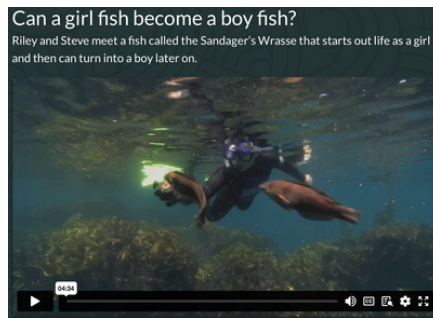 Can a girl fish become a boy fish?
Riley and Steve meet a fish called the Sandager's Wrasse that starts out life as a girl
and then can turn into a boy later on.
04:34
CC